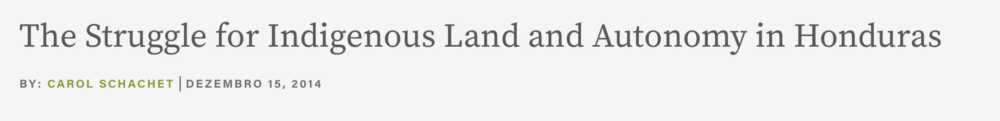 The Struggle for Indigenous Land and Autonomy in Honduras
BY: CAROL SCHACHET | DEZEMBRO 15, 2014